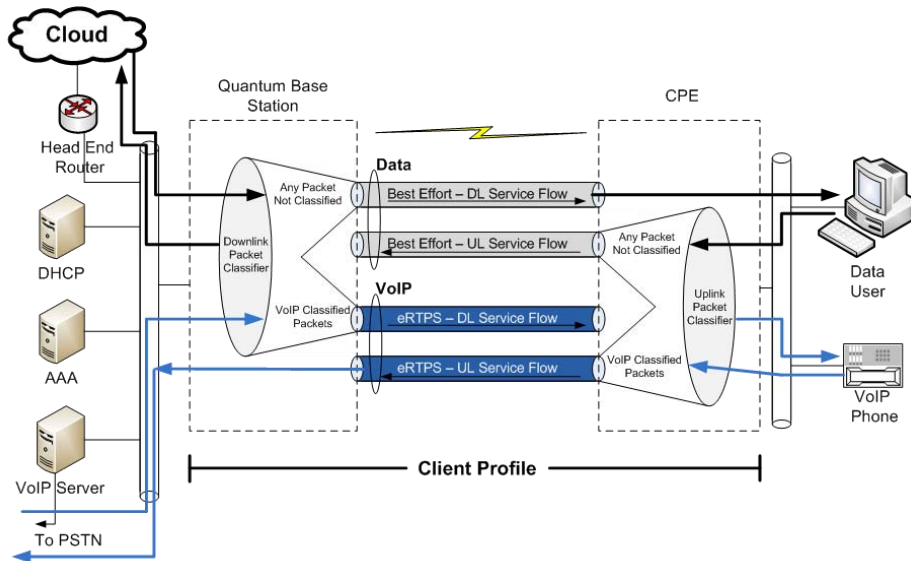 Cloud
Quantum Base
Station
CPE
Head End
Router
Data
Any Packet
Not Classified
Best Effort – DL Service Flow
Downlink
Packet
Classifier
Best Effort – UL Service Flow
Any Packet
Not Classified
DHCP
Data
User
VoIP
VoIP Classified
Packets
eRTPS – DL Service Flow
Uplink
Packet
Classifier
AAA
eRTPS – UL Service Flow
VoIP Classified
Packets
VoIP
Phone
Client Profile
VoIP Server
To PSTN